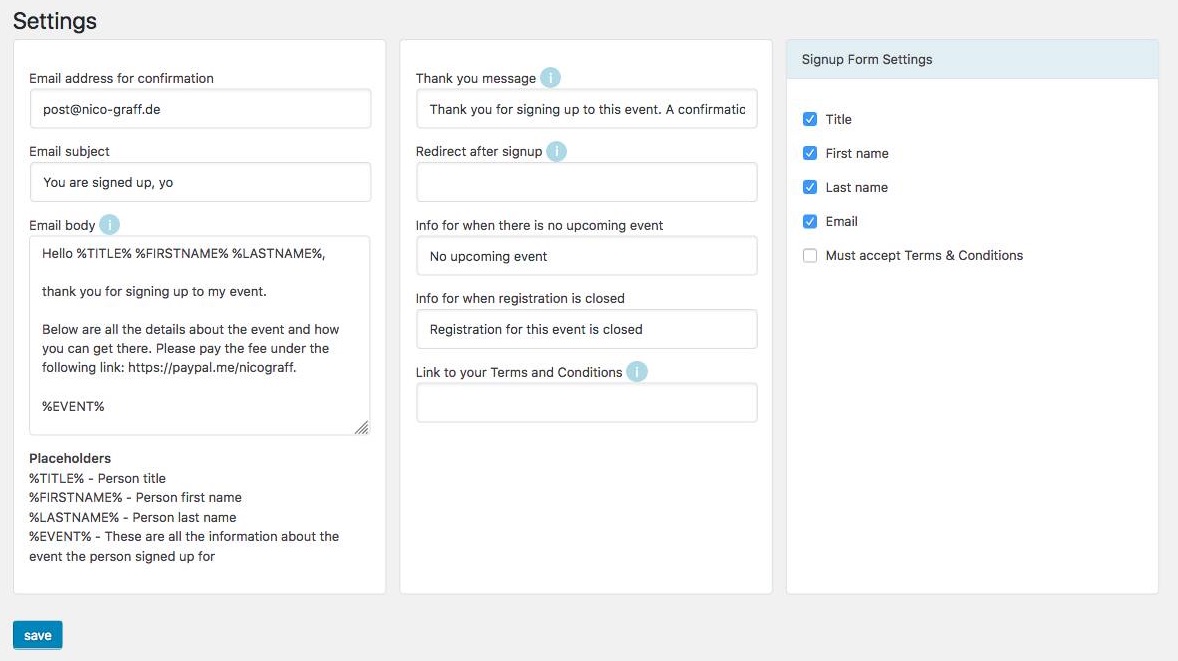 Settings
Email address for confirmation
post@nico-graff.de
Email subject
You are signed up, yo
Email body i
Hello %TITLE% %FIRSTNAME% %LASTNAME%,
thank you for signing up to my event.
Below are all the details about the event and how
you can get there. Please pay the fee under the
following link: https://paypal.me/nicograff.
%EVENT%
Placeholders
%TITLE% - Person title
%FIRSTNAME% - Person first name
%LASTNAME% - Person last name
%EVENT% - These are all the information about the
event the person signed up for
Thank you message i
Thank you for signing up to this event. A confirmatic
Redirect after signup i
Info for when there is no upcoming event
No upcoming event
Info for when registration is closed
Registration for this event is closed
Link to your Terms and Conditions i
Signup Form Settings
Title
First name
Last name
Email
Must accept Terms & Conditions
save